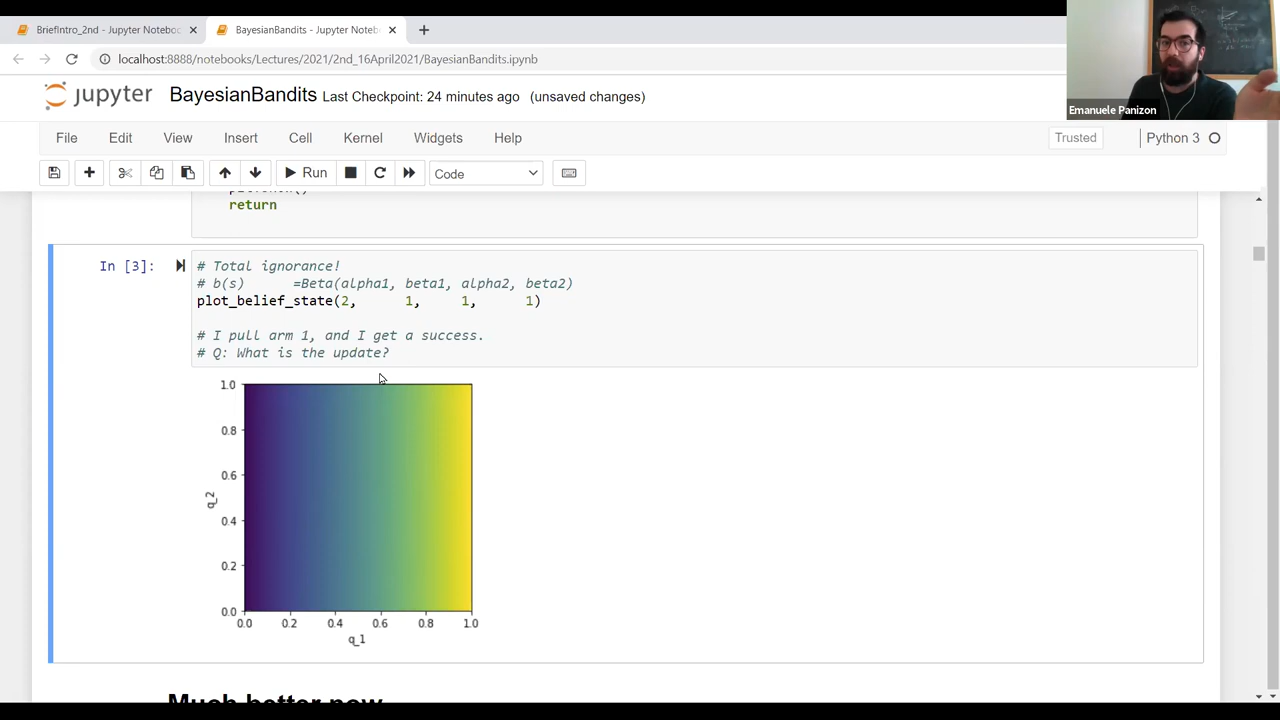 BriefIntro_2nd - Jupyter Notebo
BayesianBandits - Jupyter Noteb
localhost:8888/notebooks/Lectures/2021/2nd_16April2021/BayesianBandits.ipynb
Emanuele Panizon
jupyter BayesianBandits Last Checkpoint: 24 minutes ago (unsaved changes)
File Edit View Insert Cell Kernel Widgets Help Trusted Python 3
Run Code
return
In [3]: # Total ignorance!
# b(s) =Beta(alpha1, beta1, alpha2, beta2)
plot_belief_state(2, 1, 1, 1)
# I pull arm 1, and I get a success.
# Q: What is the update?
1.0
0.8
0.6
q_2
0.4
0.2
0.0
0.0 0.2 0.4 0.6 0.8 1.0
q_1
Much better now